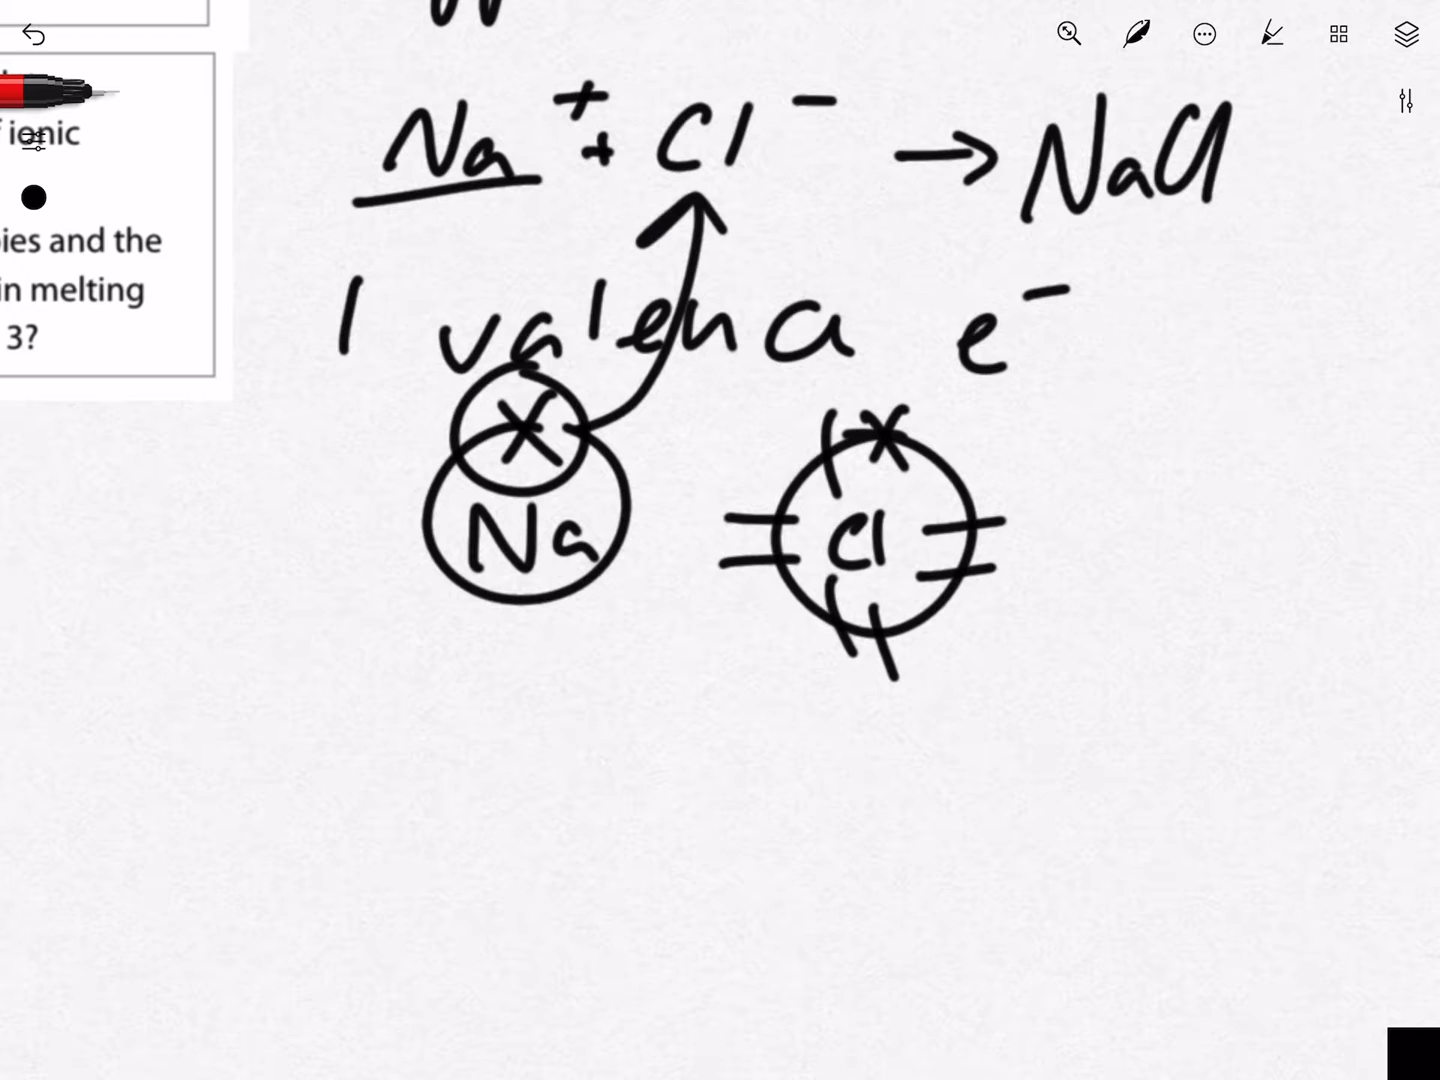 ionic
ies and the
in melting
3?
Na⁺ + Cl⁻ → NaCl
1 valence e⁻
x
Na
x
Cl